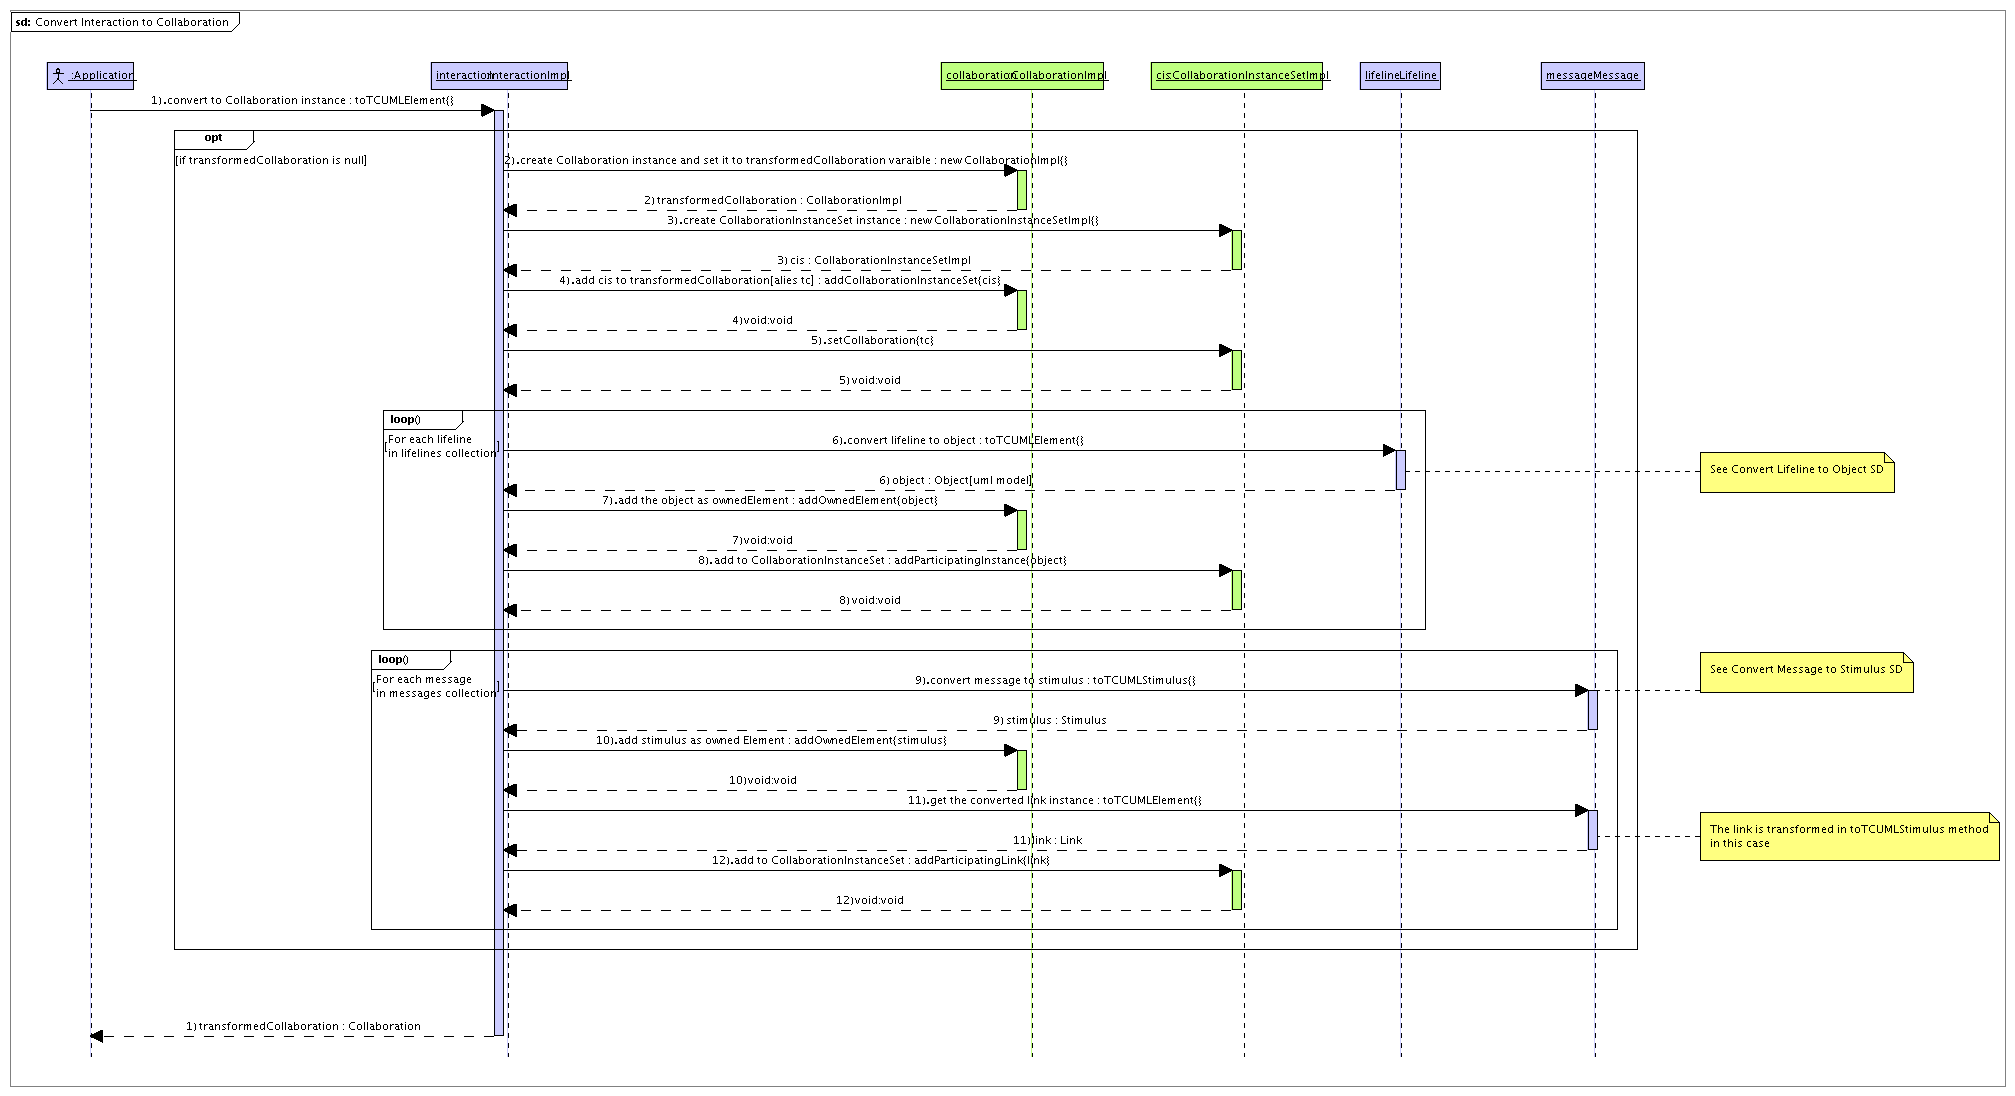 sd: Convert Interaction to Collaboration
:Application
interaction:InteractionImpl
collaboration:CollaborationImpl
cis:CollaborationInstanceSetImpl
lifelineLifeline
messageMessage
1).convert to Collaboration instance : toTCUMLElement{}
opt
[if transformedCollaboration is null]
2).create Collaboration instance and set it to transformedCollaboration varaible : new CollaborationImpl{}
2)transformedCollaboration : CollaborationImpl
3).create CollaborationInstanceSet instance : new CollaborationInstanceSetImpl{}
3)cis : CollaborationInstanceSetImpl
4).add cis to transformedCollaboration[alies tc] : addCollaborationInstanceSet{cis}
4)void:void
5).setCollaboration{tc}
5)void:void
loop()
[For each lifeline
in lifelines collection]
6).convert lifeline to object : toTCUMLElement{}
See Convert Lifeline to Object SD
6)object : Object[uml model]
7).add the object as ownedElement : addOwnedElement{object}
7)void:void
8).add to CollaborationInstanceSet : addParticipatingInstance{object}
8)void:void
loop()
[For each message
in messages collection]
See Convert Message to Stimulus SD
9).convert message to stimulus : toTCUMLStimulus{}
9)stimulus : Stimulus
10).add stimulus as owned Element : addOwnedElement{stimulus}
10)void:void
11).get the converted link instance : toTCUMLElement{}
The link is transformed in toTCUMLStimulus method
in this case
11)link : Link
12).add to CollaborationInstanceSet : addParticipatingLink{link}
12)void:void
1)transformedCollaboration : Collaboration